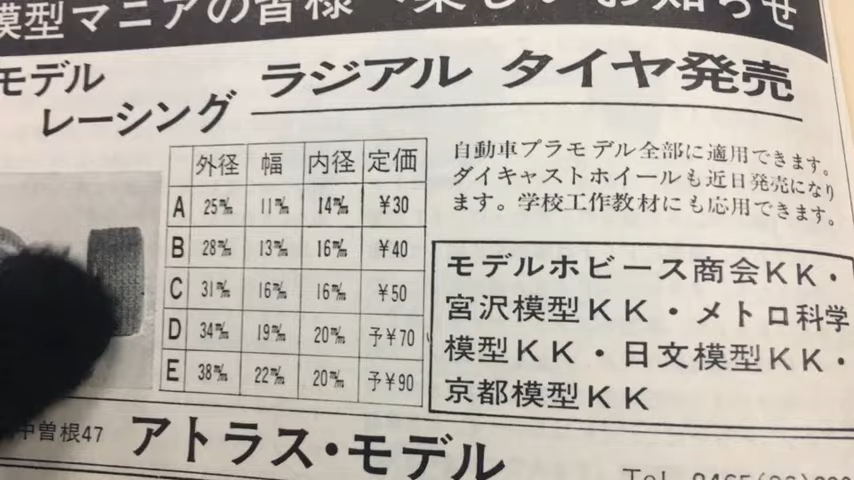 模型マニアの皆様へ楽しいお知らせ
モデル
レーシング
ラジアル タイヤ発売
外径 幅 内径 定価
A 25㎜ 11㎜ 14㎜ ¥30
B 28㎜ 13㎜ 16㎜ ¥40
C 31㎜ 16㎜ 16㎜ ¥50
D 34㎜ 19㎜ 20㎜ 予¥70
E 38㎜ 22㎜ 20㎜ 予¥90
自動車プラモデル全部に適用できます。
ダイキャストホイールも近日発売になり
ます。学校工作教材にも応用できます。
モデルホビース商会KK・
宮沢模型KK・メトロ科学
模型KK・日文模型KK・
京都模型KK
中曽根47
アトラス・モデル
Tel 0465